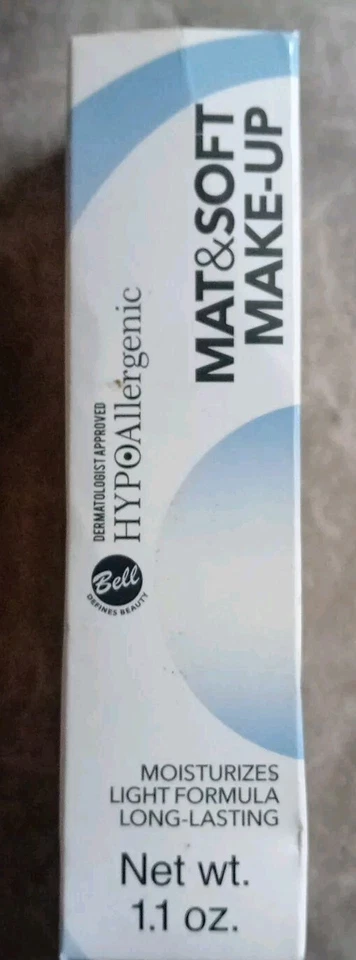 MAT&SOFT
MAKE-UP
DERMATOLOGIST APPROVED
HYPOAllergenic
Bell
DEFINES BEAUTY
MOISTURIZES
LIGHT FORMULA
LONG-LASTING
Net wt.
1.1 oz.